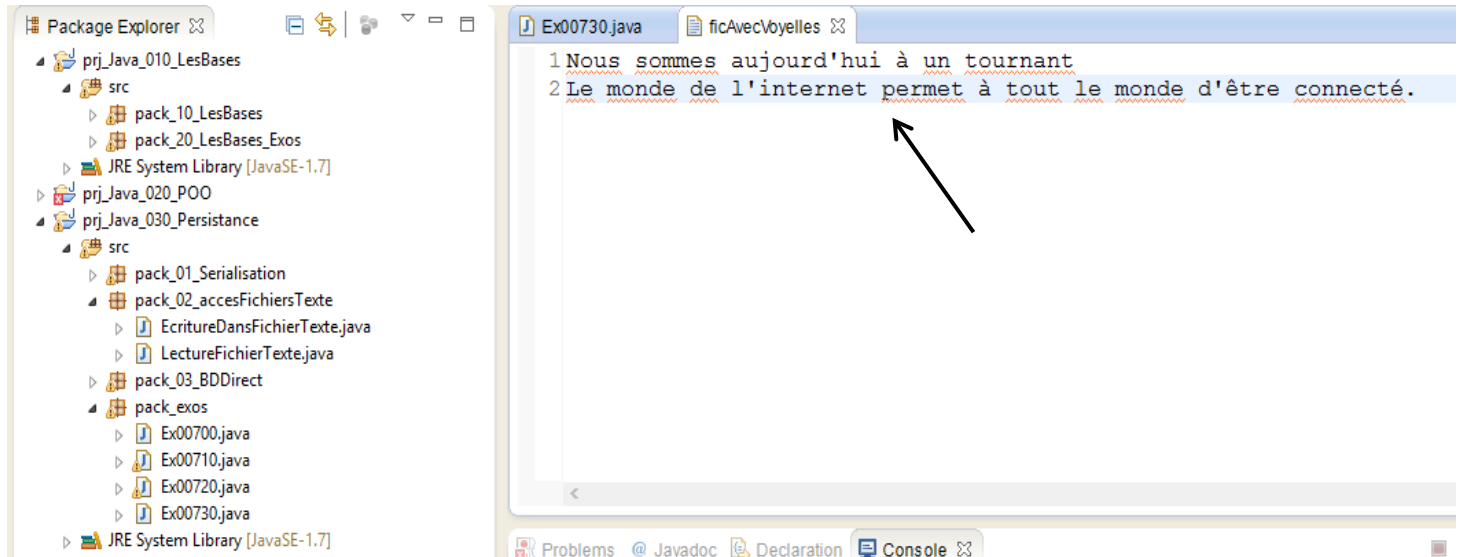 Package Explorer
prj_Java_010_LesBases
src
pack_10_LesBases
pack_20_LesBases_Exos
JRE System Library [JavaSE-1.7]
prj_Java_020_POO
prj_Java_030_Persistance
src
pack_01_Serialisation
pack_02_accesFichiersTexte
EcritureDansFichierTexte.java
LectureFichierTexte.java
pack_03_BDDirect
pack_exos
Ex00700.java
Ex00710.java
Ex00720.java
Ex00730.java
JRE System Library [JavaSE-1.7]
Ex00730.java ficAvecVoyelles
1 Nous sommes aujourd'hui à un tournant
2 Le monde de l'internet permet à tout le monde d'être connecté.
Problems @ Javadoc Declaration Console